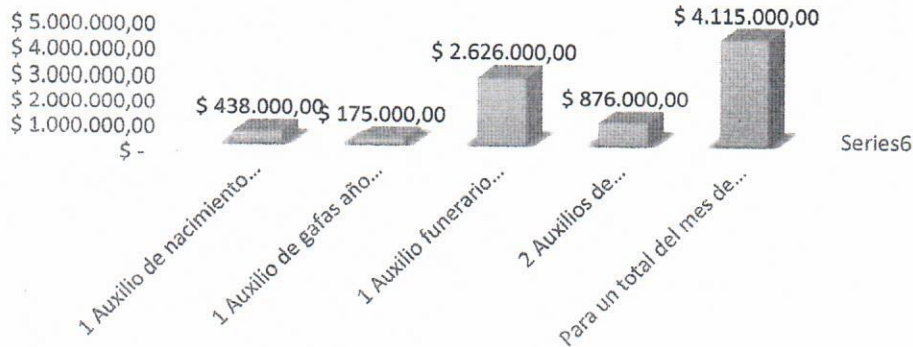 $ 5.000.000,00
$ 4.000.000,00
$ 3.000.000,00
$ 2.000.000,00
$ 1.000.000,00
$ -
$ 438.000,00
$ 175.000,00
$ 2.626.000,00
$ 876.000,00
$ 4.115.000,00
Series6
1 Auxilio de nacimiento...
1 Auxilio de gafas año...
1 Auxilio funerario...
2 Auxilios de...
Para un total del mes de...